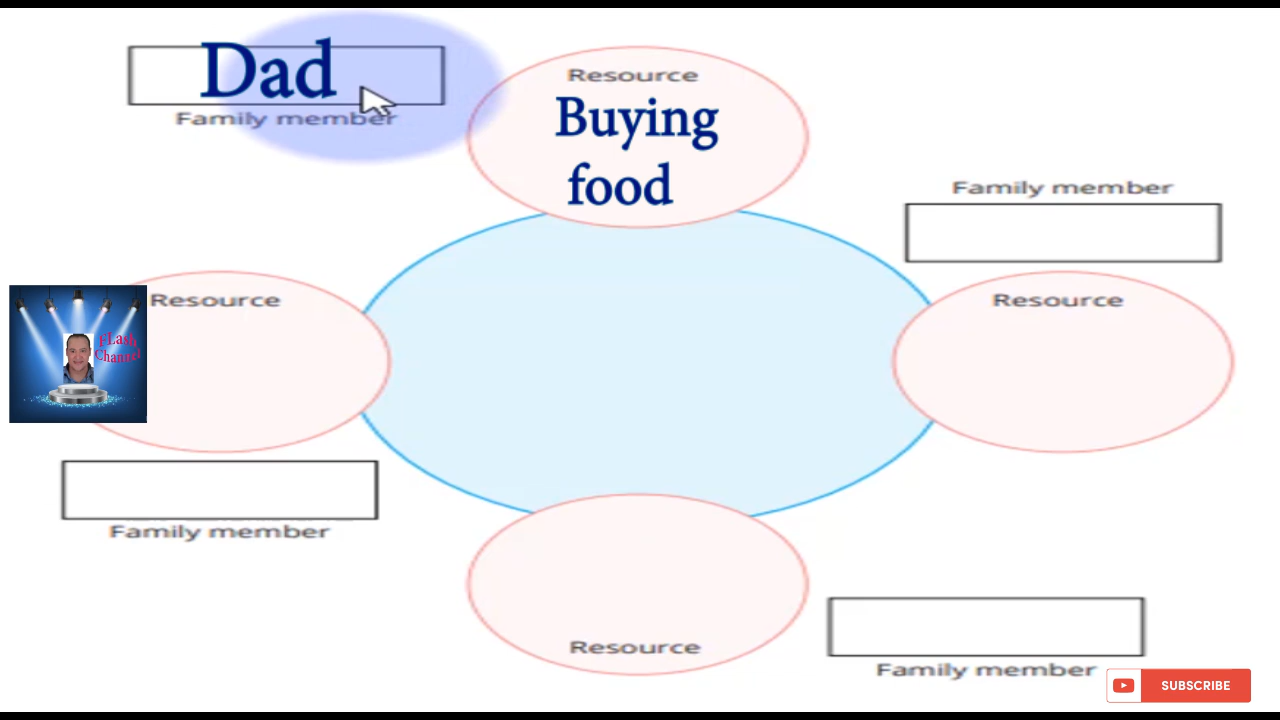 Dad
Family member
Resource
Buying
food
Family member
Resource
Resource
FLash
Channel
Family member
Resource
Family member
SUBSCRIBE